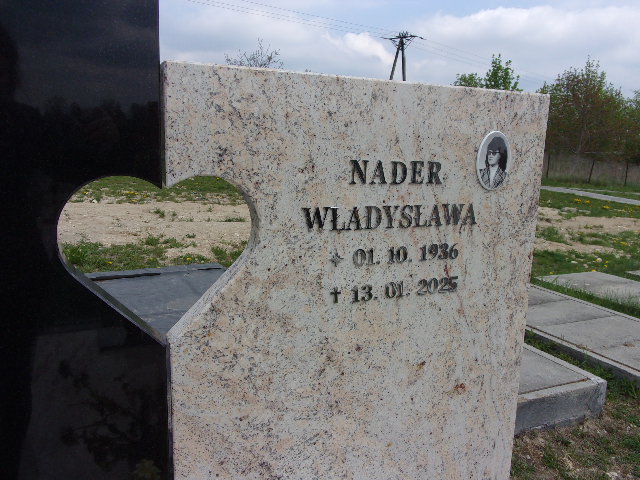 NADER
WŁADYSŁAWA
* 01. 10. 1936
✝ 13. 01. 2025